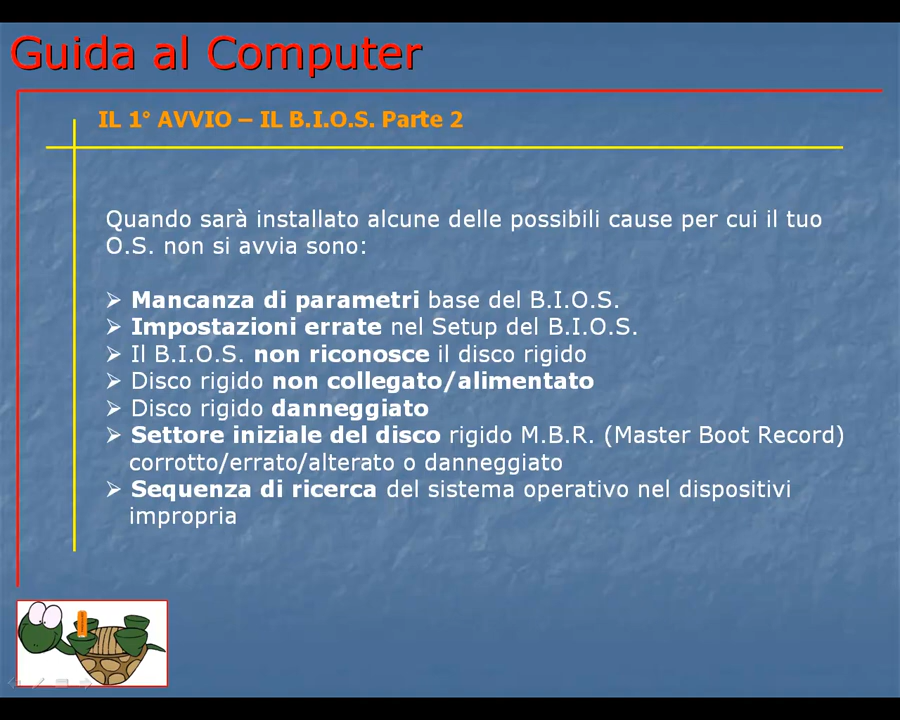 Guida al Computer
IL 1° AVVIO – IL B.I.O.S. Parte 2
Quando sarà installato alcune delle possibili cause per cui il tuo
O.S. non si avvia sono:
➢ Mancanza di parametri base del B.I.O.S.
➢ Impostazioni errate nel Setup del B.I.O.S.
➢ Il B.I.O.S. non riconosce il disco rigido
➢ Disco rigido non collegato/alimentato
➢ Disco rigido danneggiato
➢ Settore iniziale del disco rigido M.B.R. (Master Boot Record)
corrotto/errato/alterato o danneggiato
➢ Sequenza di ricerca del sistema operativo nel dispositivi
impropria